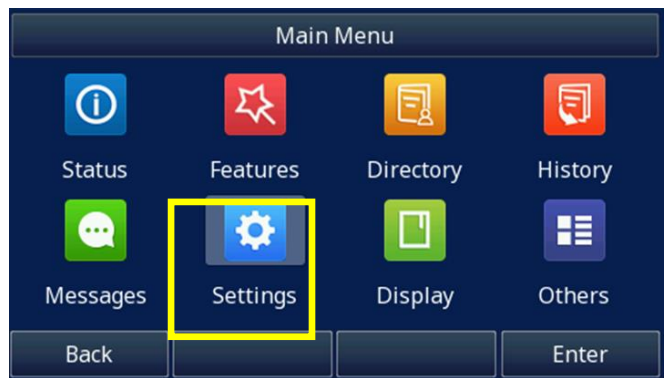 Main Menu
Status Features Directory History
Messages Settings Display Others
Back Enter